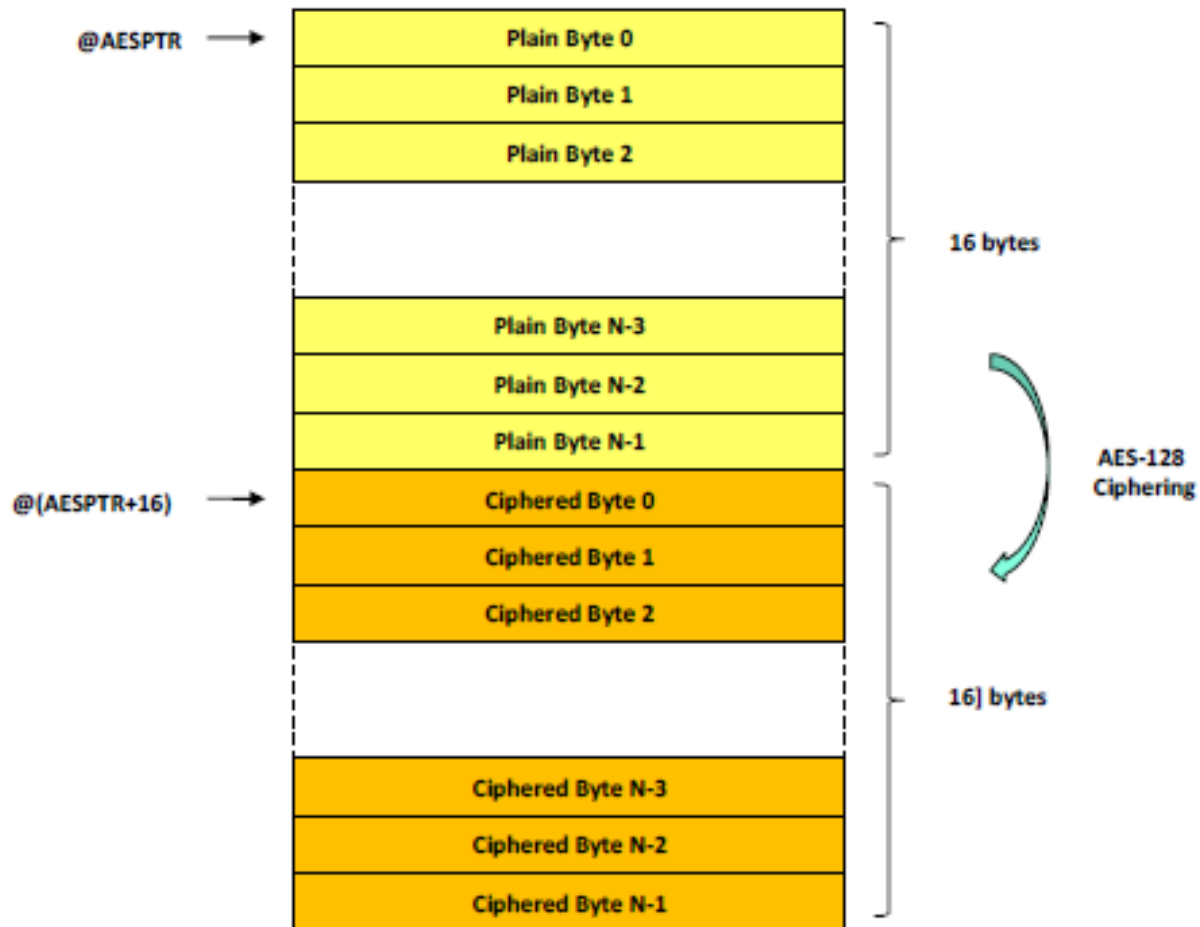 @AESPTR
Plain Byte 0
Plain Byte 1
Plain Byte 2
16 bytes
Plain Byte N-3
Plain Byte N-2
Plain Byte N-1
AES-128
Ciphering
@(AESPTR+16)
Ciphered Byte 0
Ciphered Byte 1
Ciphered Byte 2
16] bytes
Ciphered Byte N-3
Ciphered Byte N-2
Ciphered Byte N-1